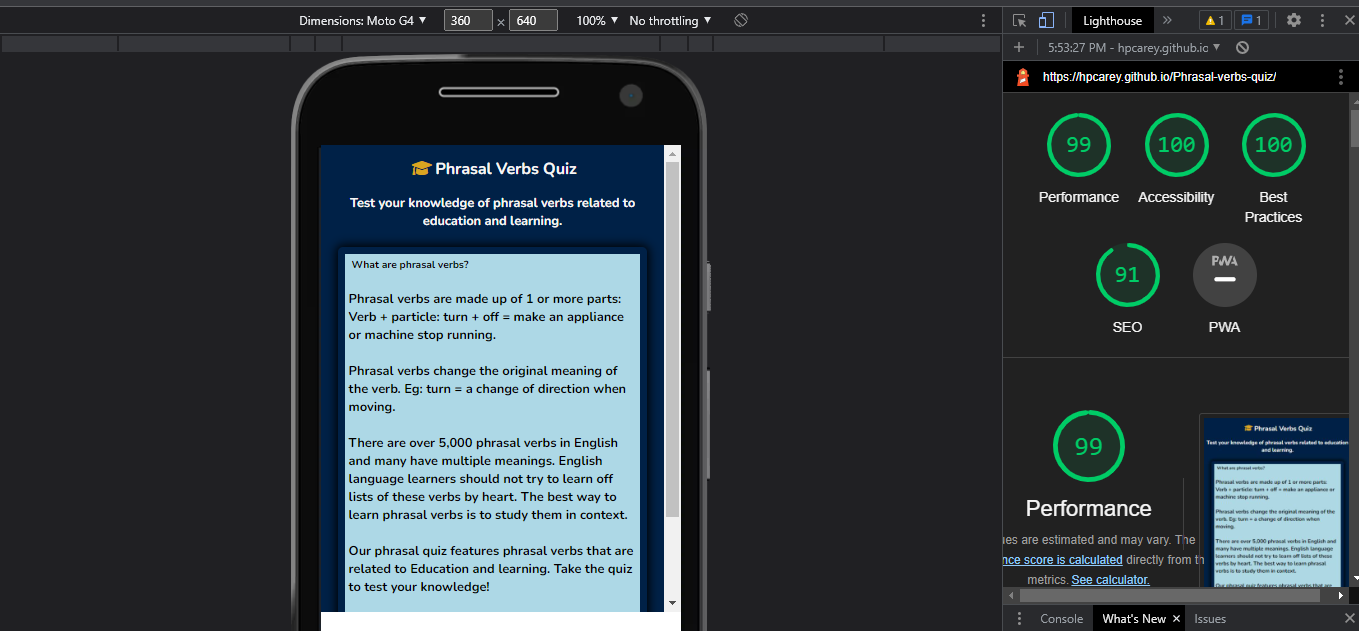 Dimensions: Moto G4 ▼ 360 × 640 100% ▼ No throttling ▼
Lighthouse » 1 1
5:53:27 PM - hpcarey.github.io ▼
https://hpcarey.github.io/Phrasal-verbs-quiz/
Phrasal Verbs Quiz
Test your knowledge of phrasal verbs related to
education and learning.
What are phrasal verbs?
Phrasal verbs are made up of 1 or more parts:
Verb + particle: turn + off = make an appliance
or machine stop running.
Phrasal verbs change the original meaning of
the verb. Eg: turn = a change of direction when
moving.
There are over 5,000 phrasal verbs in English
and many have multiple meanings. English
language learners should not try to learn off
lists of these verbs by heart. The best way to
learn phrasal verbs is to study them in context.
Our phrasal quiz features phrasal verbs that are
related to Education and learning. Take the quiz
to test your knowledge!
99 100 100
Performance Accessibility Best
Practices
91 PWA
SEO PWA
99
Performance
ues are estimated and may vary. The
nce score is calculated directly from th
metrics. See calculator.
Phrasal Verbs Quiz
Test your knowledge of phrasal verbs related to education
and learning.
What are phrasal verbs?
Phrasal verbs are made up of 1 or more parts:
Verb + particle: turn + off = make an appliance or
machine stop running.
Phrasal verbs change the original meaning of the
verb. Eg: turn = a change of direction when
moving.
There are over 5,000 phrasal verbs in English and
many have multiple meanings. English language
learners should not try to learn off lists of these
verbs by heart. The best way to learn phrasal
verbs is to study them in context.
Our phrasal quiz features phrasal verbs that are
Console What's New × Issues